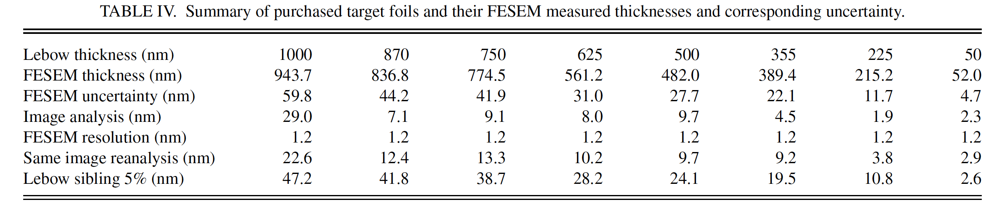 TABLE IV. Summary of purchased target foils and their FESEM measured thicknesses and corresponding uncertainty.
Lebow thickness (nm) 1000 870 750 625 500 355 225 50
FESEM thickness (nm) 943.7 836.8 774.5 561.2 482.0 389.4 215.2 52.0
FESEM uncertainty (nm) 59.8 44.2 41.9 31.0 27.7 22.1 11.7 4.7
Image analysis (nm) 29.0 7.1 9.1 8.0 9.7 4.5 1.9 2.3
FESEM resolution (nm) 1.2 1.2 1.2 1.2 1.2 1.2 1.2 1.2
Same image reanalysis (nm) 22.6 12.4 13.3 10.2 9.7 9.2 3.8 2.9
Lebow sibling 5% (nm) 47.2 41.8 38.7 28.2 24.1 19.5 10.8 2.6